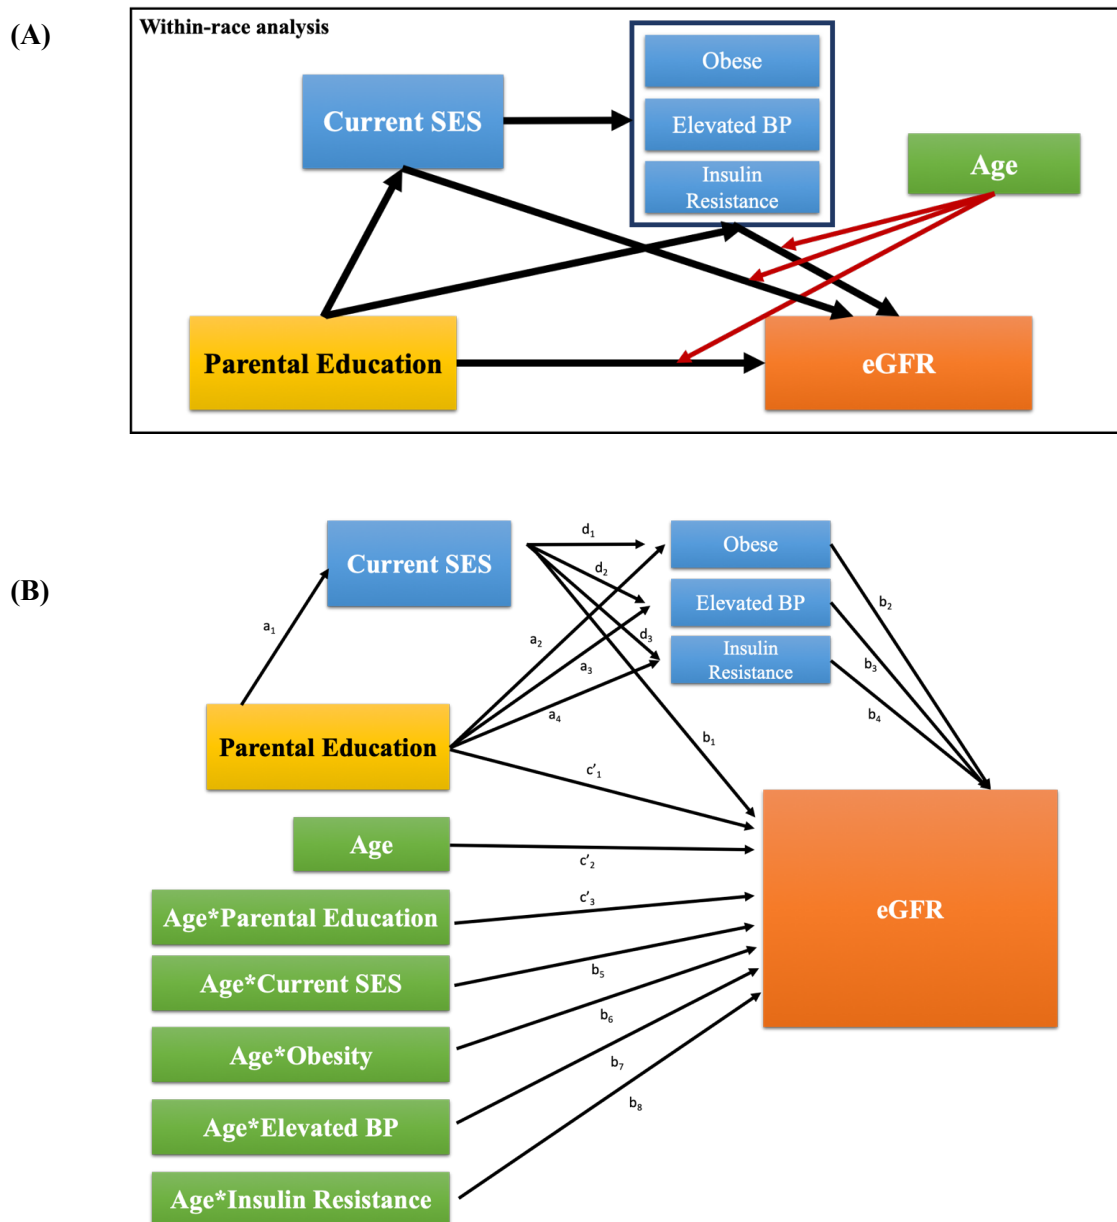 (A)
Within-race analysis
Obese
Current SES
Elevated BP
Age
Insulin
Resistance
Parental Education
eGFR
(B)
d₁
Current SES
Obese
d₂
Elevated BP
b₂
a₁
a₂
d₃
Insulin
Resistance
a₃
b₃
a₄
b₄
Parental Education
b₁
c'₁
Age
c'₂
Age*Parental Education
c'₃
eGFR
Age*Current SES
b₅
b₆
Age*Obesity
b₇
b₈
Age*Elevated BP
Age*Insulin Resistance